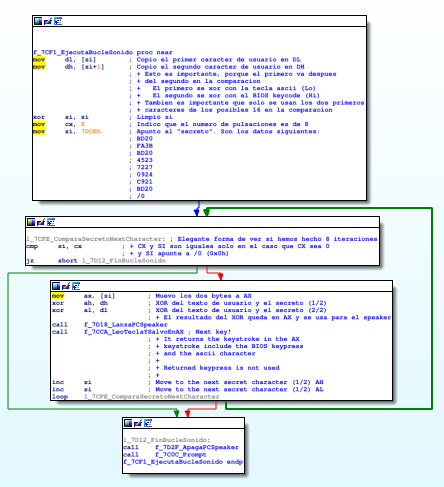 f_7CF1_EjecutaBucleSonido proc near
mov dl, [si] ; Copio el primer caracter de usuario en DL
mov dh, [si+1] ; Copio el segundo caracter de usuario en DH
; + Esto es importante, porque el primero va despues
; + del segundo en la comparacion
; + El primero se xor con la tecla ascii (Lo)
; + El segundo se xor con el BIOS keycode (Hi)
; + Tambien es importante que solo se usan los dos primeros
; + caracteres de los posibles 16 en la comparacion
xor si, si ; Limpio si
mov cx, 8 ; Indico que el numero de pulsaciones es de 8
mov si, 7DCEh ; Apunto al "secreto". Son los datos siguientes:
; BD20
; FA3B
; BD20
; 4523
; 7227
; 0924
; C921
; BD20
; /0
l_7CFE_ComparaSecretoNextCharacter: ; Elegante forma de ver si hemos hecho 8 iteraciones
cmp si, cx ; + CX y SI son iguales solo en el caso que CX sea 0
; + y SI apunte a /0 (0x0h)
jz short l_7D12_FinBucleSonido
mov ax, [si] ; Muevo los dos bytes a AX
xor ah, dh ; XOR del texto de usuario y el secreto (1/2)
xor al, dl ; XOR del texto de usuario y el secreto (2/2)
; + El resultado del XOR queda en AX y se usa para el speaker
call f_7D18_LanzaPCSpeaker
call f_7CCA_LeoTeclaYSalvoEnAX ; Next key!
; + It returns the keystroke in the AX
; + keystroke include the BIOS keypress
; + and the ascii character
; +
; + Returned keypress is not used
; +
inc si ; Move to the next secret character (1/2) AH
inc si ; Move to the next secret character (1/2) AL
loop l_7CFE_ComparaSecretoNextCharacter
l_7D12_FinBucleSonido:
call f_7D2F_ApagaPCSpeaker
call f_7C0C_Prompt
f_7CF1_EjecutaBucleSonido endp